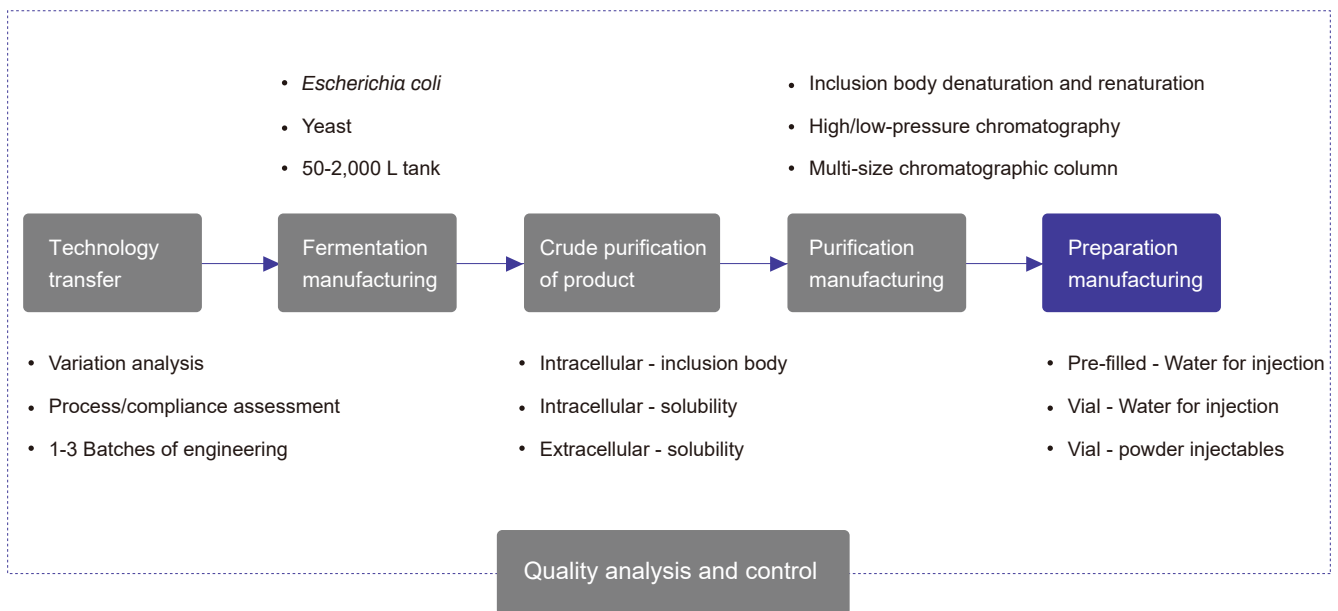 • Escherichia coli
• Yeast
• 50-2,000 L tank
• Inclusion body denaturation and renaturation
• High/low-pressure chromatography
• Multi-size chromatographic column
Technology
transfer
Fermentation
manufacturing
Crude purification
of product
Purification
manufacturing
Preparation
manufacturing
• Variation analysis
• Process/compliance assessment
• 1-3 Batches of engineering
• Intracellular - inclusion body
• Intracellular - solubility
• Extracellular - solubility
• Pre-filled - Water for injection
• Vial - Water for injection
• Vial - powder injectables
Quality analysis and control